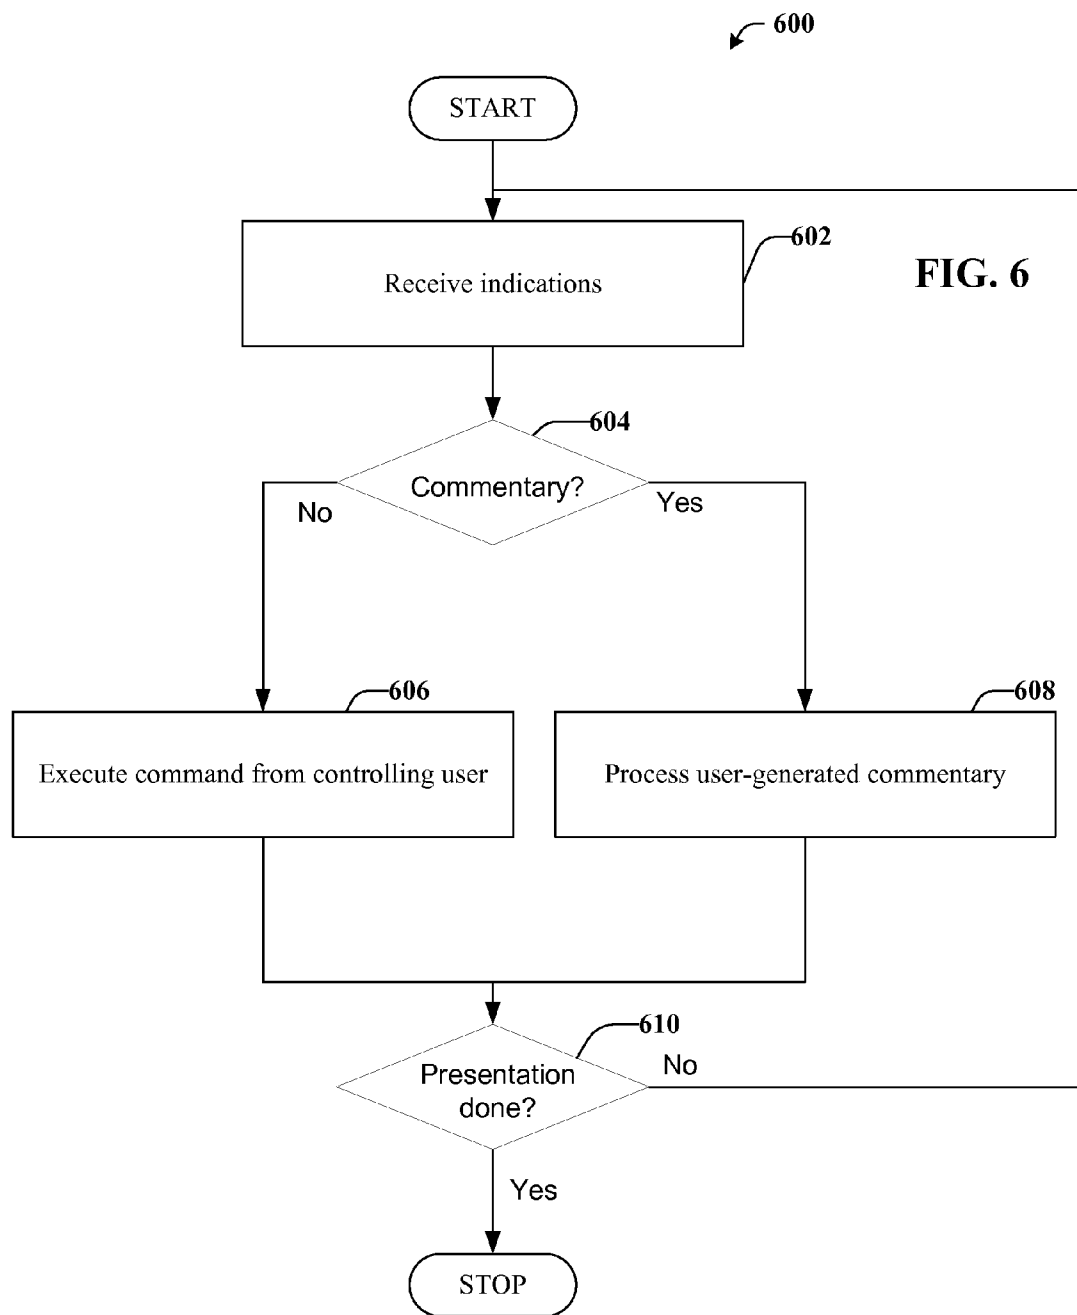 600
START
602
FIG. 6
Receive indications
604
Commentary?
No
Yes
606
608
Execute command from controlling user
Process user-generated commentary
610
Presentation
done?
No
Yes
STOP